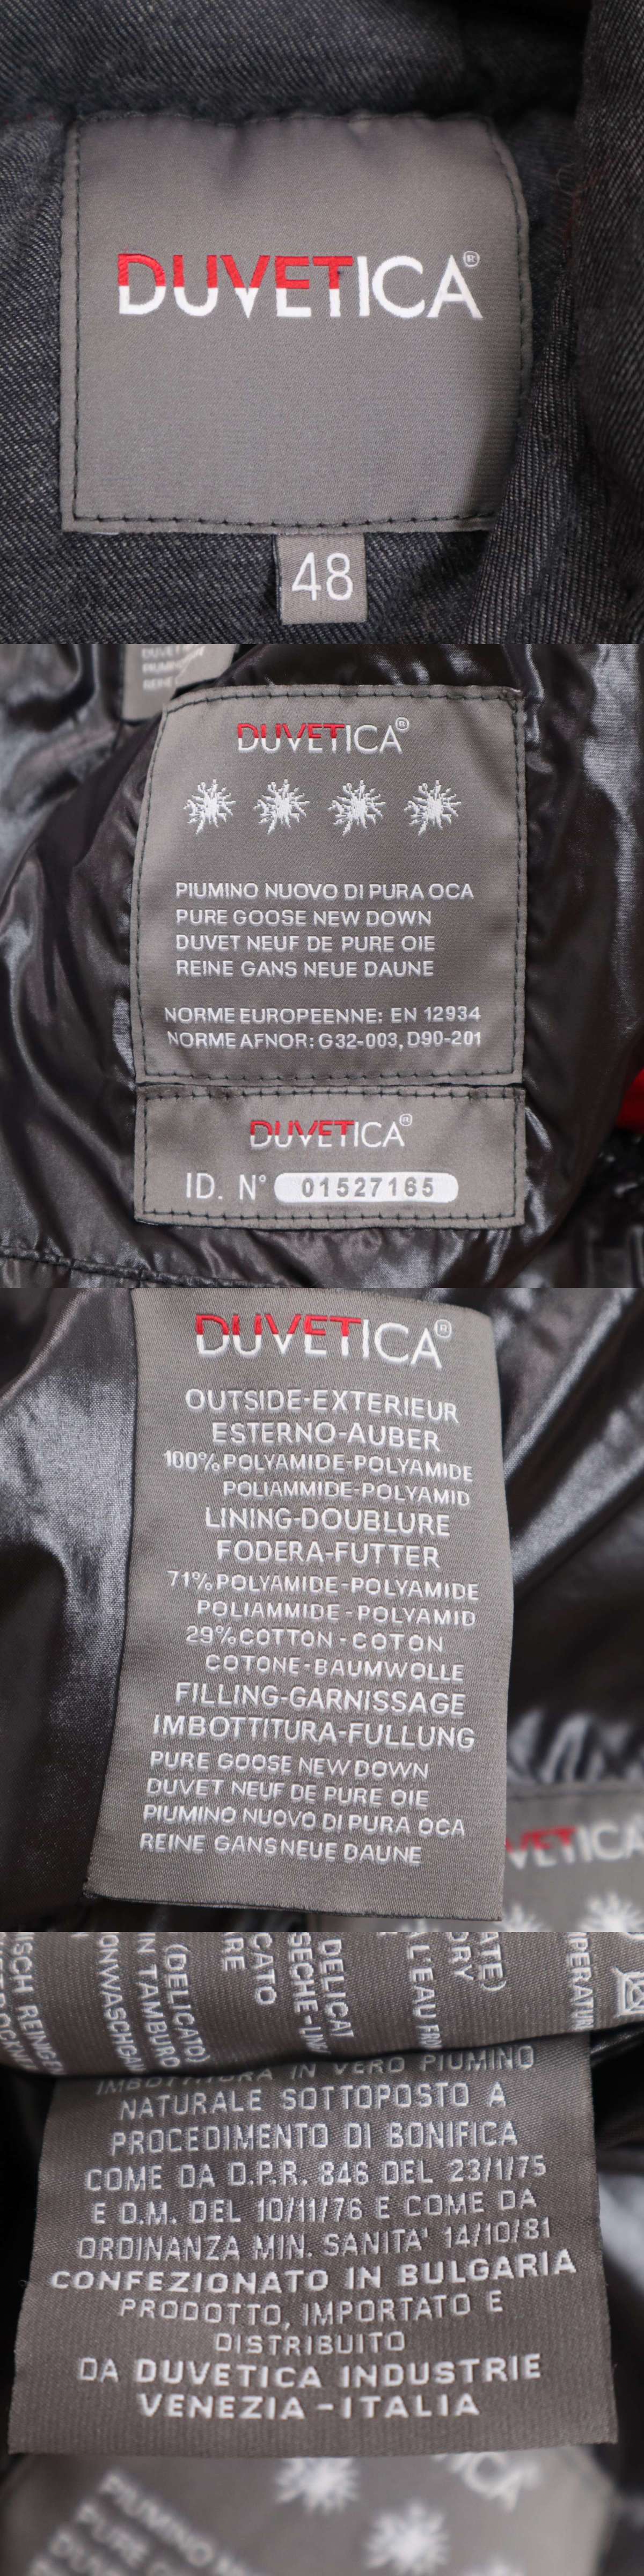 DUVETICA®
48
DUVETICA®
PIUMINO NUOVO DI PURA OCA
PURE GOOSE NEW DOWN
DUVET NEUF DE PURE OIE
REINE GANS NEUE DAUNE
NORME EUROPEENNE: EN 12934
NORME AFNOR: G32-003, D90-201
DUVETICA®
ID. N° 01527165
DUVETICA®
OUTSIDE-EXTERIEUR
ESTERNO-AUBER
100% POLYAMIDE-POLYAMIDE
POLIAMMIDE-POLYAMID
LINING-DOUBLURE
FODERA-FUTTER
71% POLYAMIDE-POLYAMIDE
POLIAMMIDE-POLYAMID
29% COTTON-COTON
COTONE-BAUMWOLLE
FILLING-GARNISSAGE
IMBOTTITURA-FULLUNG
PURE GOOSE NEW DOWN
DUVET NEUF DE PURE OIE
PIUMINO NUOVO DI PURA OCA
REINE GANS NEUE DAUNE
VETICA
IMBOTTITURA IN VERO PIUMINO
NATURALE SOTTOPOSTO A
PROCEDIMENTO DI BONIFICA
COME DA D.P.R. 846 DEL 23/1/75
E D.M. DEL 10/11/76 E COME DA
ORDINANZA MIN. SANITA' 14/10/81
CONFEZIONATO IN BULGARIA
PRODOTTO, IMPORTATO E
DISTRIBUITO
DA DUVETICA INDUSTRIE
VENEZIA-ITALIA